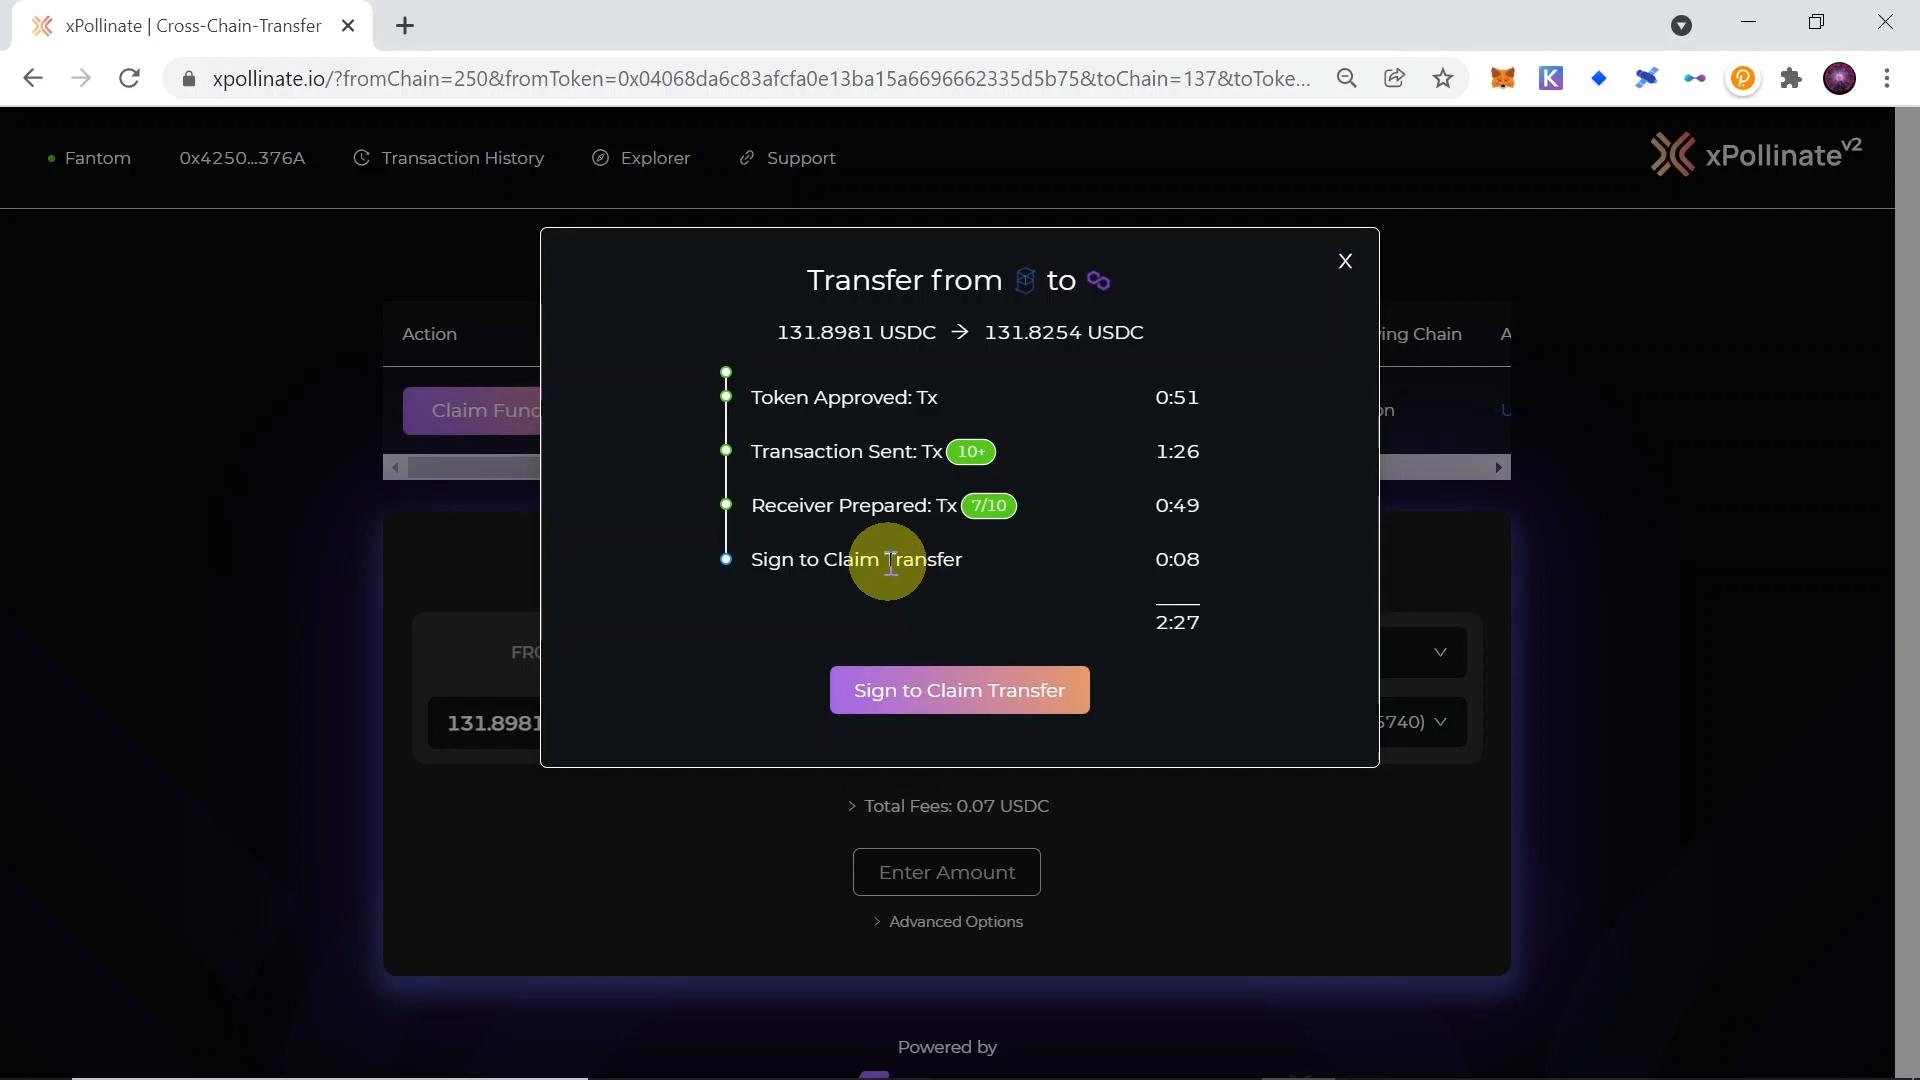 xPollinate | Cross-Chain-Transfer
xpollinate.io/?fromChain=250&fromToken=0x04068da6c83afcfa0e13ba15a6696662335d5b75&toChain=137&toToke...
Fantom 0x4250...376A Transaction History Explorer Support
xPollinate v2
X
Transfer from to
131.8981 USDC → 131.8254 USDC
Action
ing Chain
Token Approved: Tx 0:51
Claim Fun
on
Transaction Sent: Tx 10+ 1:26
Receiver Prepared: Tx 7/10 0:49
Sign to Claim Transfer 0:08
2:27
FRO
Sign to Claim Transfer
131.8981
5740)
> Total Fees: 0.07 USDC
Enter Amount
> Advanced Options
Powered by